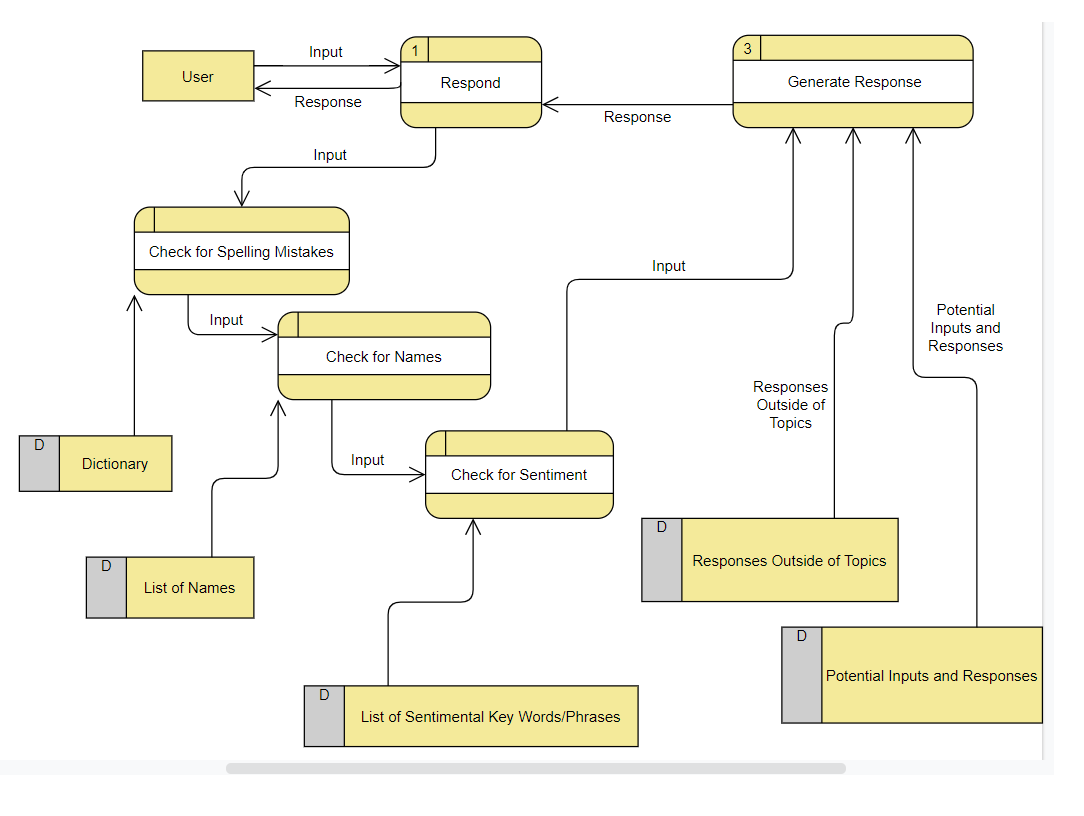 Input
1
3
User
Respond
Generate Response
Response
Response
Input
Check for Spelling Mistakes
Input
Input
Potential
Inputs and
Responses
Check for Names
Responses
Outside of
Topics
D
Dictionary
Input
Check for Sentiment
D
Responses Outside of Topics
D
List of Names
D
Potential Inputs and Responses
D
List of Sentimental Key Words/Phrases